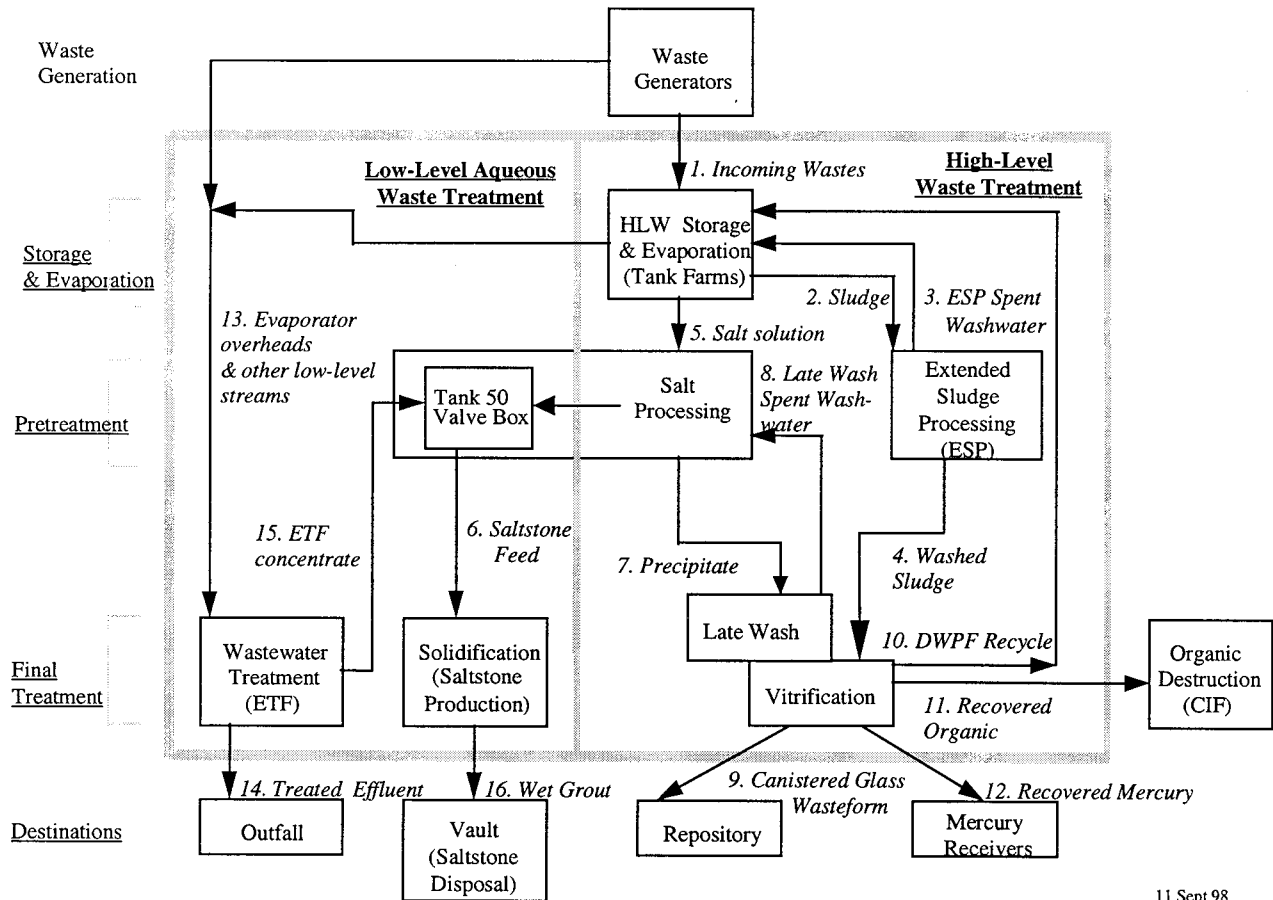 Waste
Generation
Waste
Generators
Low-Level Aqueous
Waste Treatment
High-Level
Waste Treatment
1. Incoming Wastes
Storage
& Evaporation
HLW Storage
& Evaporation
(Tank Farms)
2. Sludge
3. ESP Spent
Washwater
13. Evaporator
overheads
& other low-level
streams
5. Salt solution
Pretreatment
Tank 50
Valve Box
Salt
Processing
8. Late Wash
Spent Wash-
water
Extended
Sludge
Processing
(ESP)
15. ETF
concentrate
6. Saltstone
Feed
7. Precipitate
4. Washed
Sludge
Final
Treatment
Wastewater
Treatment
(ETF)
Solidification
(Saltstone
Production)
Late Wash
Vitrification
10. DWPF Recycle
11. Recovered
Organic
Organic
Destruction
(CIF)
14. Treated Effluent
16. Wet Grout
9. Canistered Glass
Wasteform
12. Recovered Mercury
Destinations
Outfall
Vault
(Saltstone
Disposal)
Repository
Mercury
Receivers
11 Sept 98